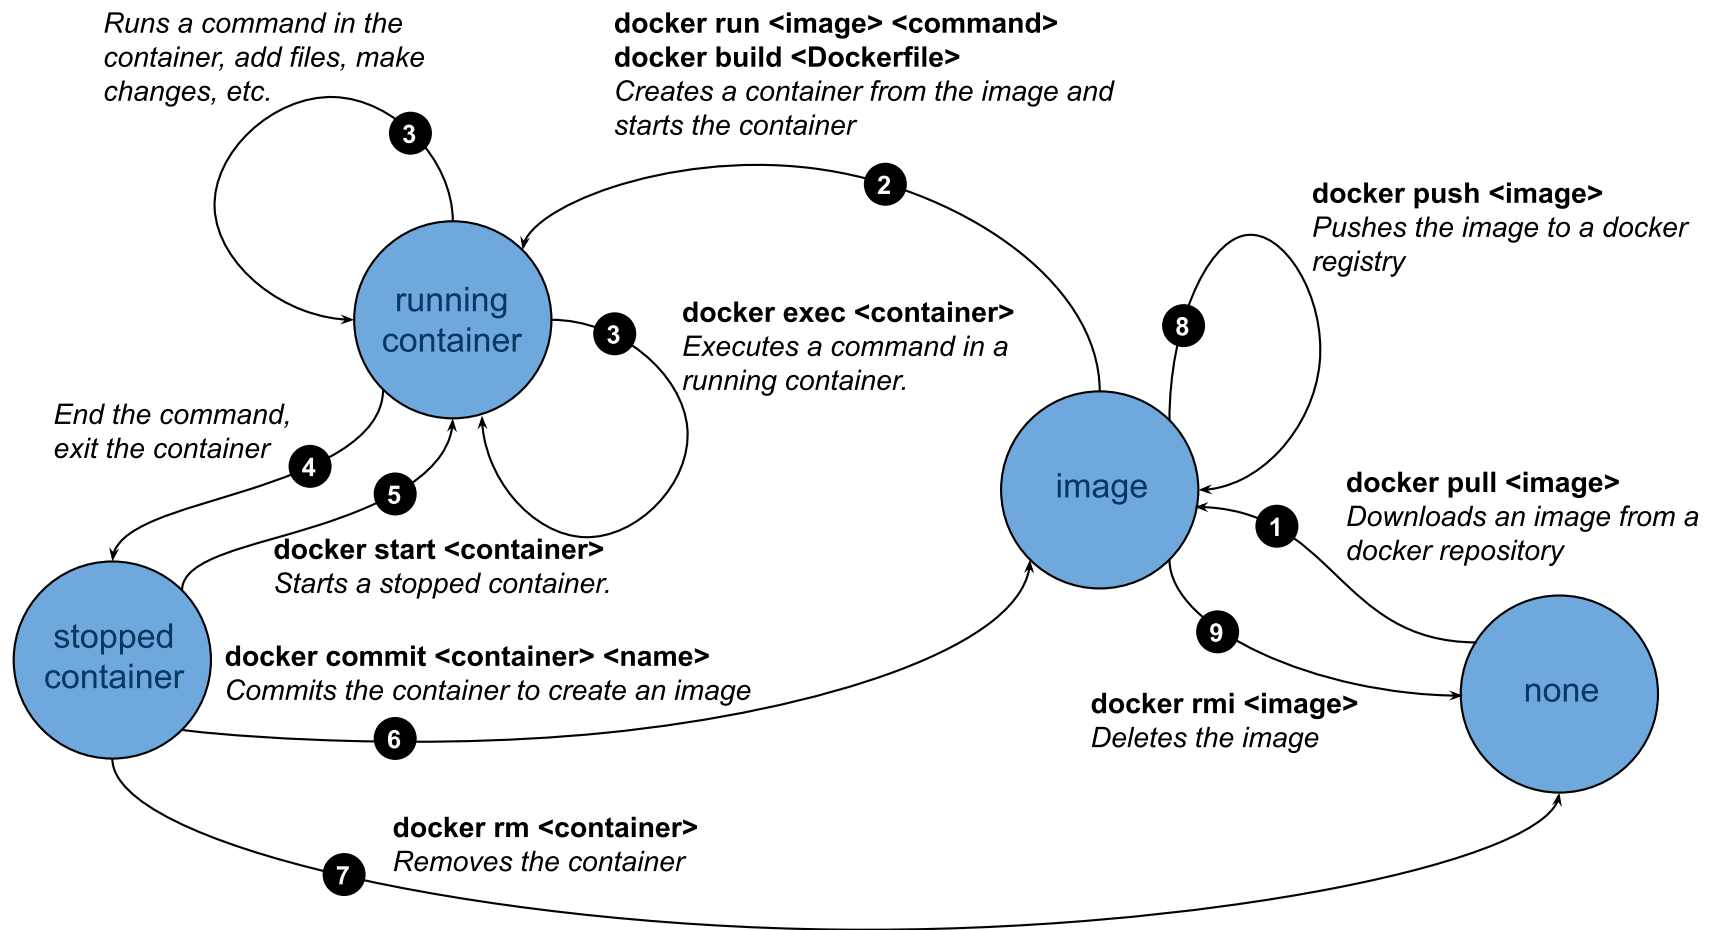 Runs a command in the
container, add files, make
changes, etc.
3
docker run <image> <command>
docker build <Dockerfile>
Creates a container from the image and
starts the container
2
docker push <image>
Pushes the image to a docker
registry
8
running
container
3
docker exec <container>
Executes a command in a
running container.
End the command,
exit the container
4
5
docker start <container>
Starts a stopped container.
image
docker pull <image>
Downloads an image from a
docker repository
1
stopped
container
docker commit <container> <name>
Commits the container to create an image
6
9
docker rmi <image>
Deletes the image
none
docker rm <container>
Removes the container
7